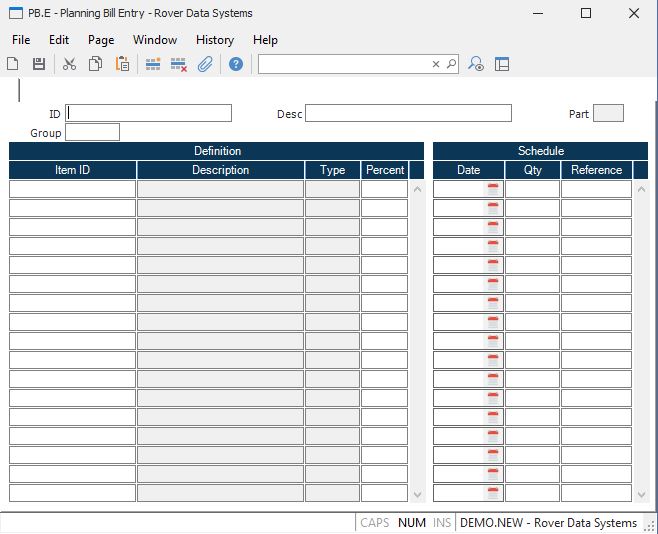 PB.E - Planning Bill Entry - Rover Data Systems
File Edit Page Window History Help
ID Desc Part
Group
Definition Schedule
Item ID Description Type Percent Date Qty Reference
CAPS NUM INS DEMO.NEW - Rover Data Systems